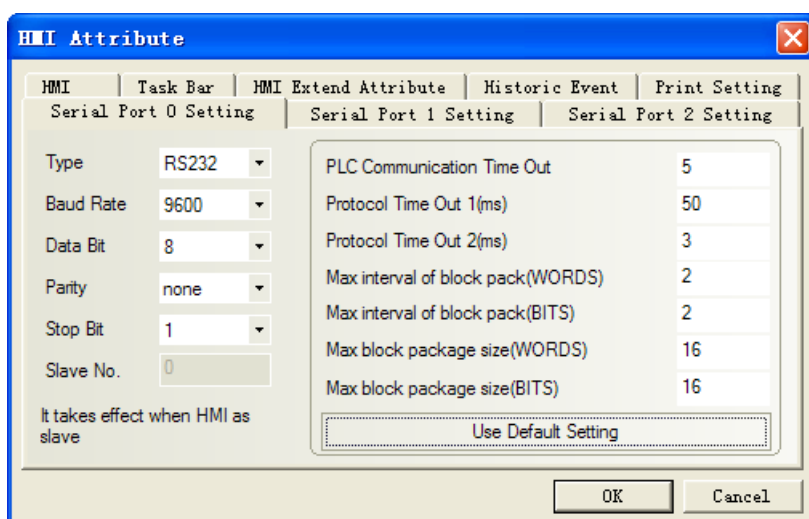 HMI Attribute
HMI
Task Bar
HMI Extend Attribute
Historic Event
Print Setting
Serial Port 0 Setting
Serial Port 1 Setting
Serial Port 2 Setting
Type
RS232
Baud Rate
9600
Data Bit
8
Parity
none
Stop Bit
1
Slave No.
0
It takes effect when HMI as
slave
PLC Communication Time Out
5
Protocol Time Out 1(ms)
50
Protocol Time Out 2(ms)
3
Max interval of block pack(WORDS)
2
Max interval of block pack(BITS)
2
Max block package size(WORDS)
16
Max block package size(BITS)
16
Use Default Setting
OK
Cancel